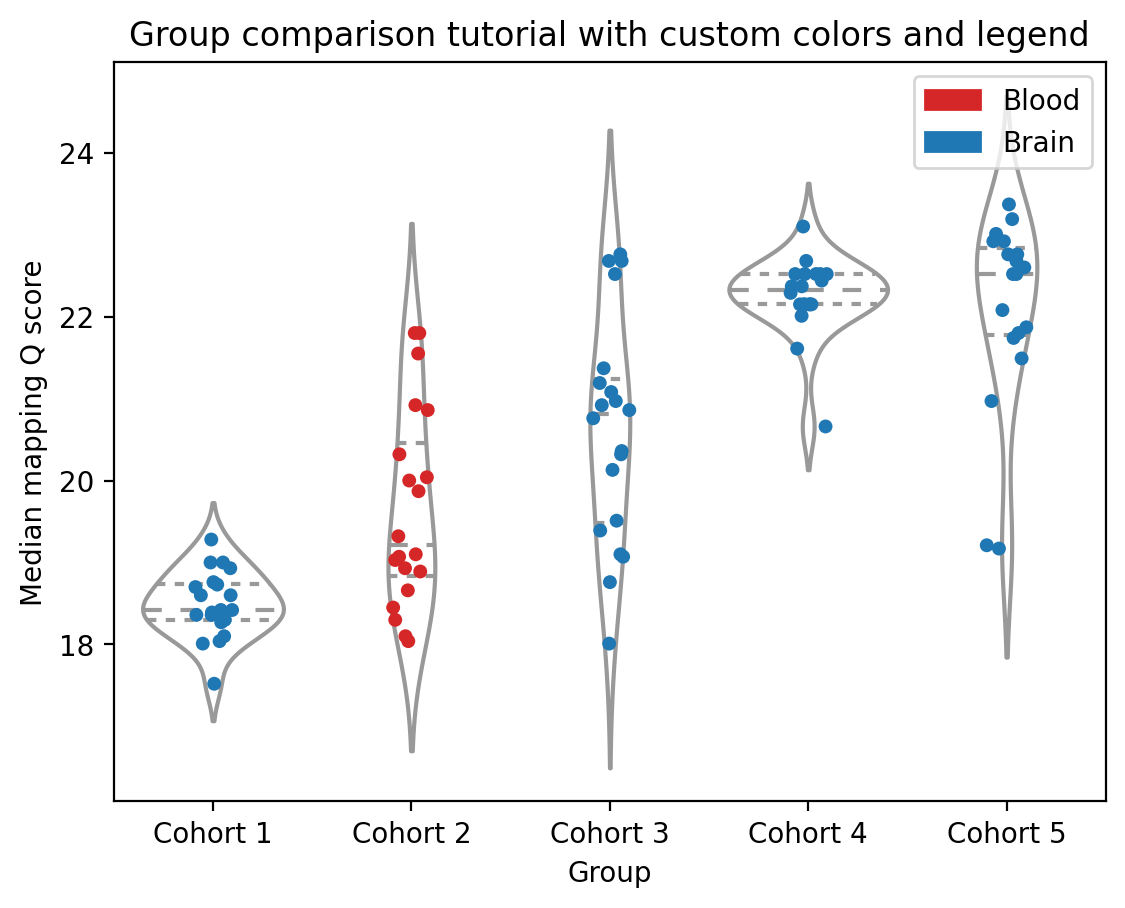 Group comparison tutorial with custom colors and legend
Blood
Brain
Median mapping Q score
24
22
20
18
Cohort 1
Cohort 2
Cohort 3
Cohort 4
Cohort 5
Group